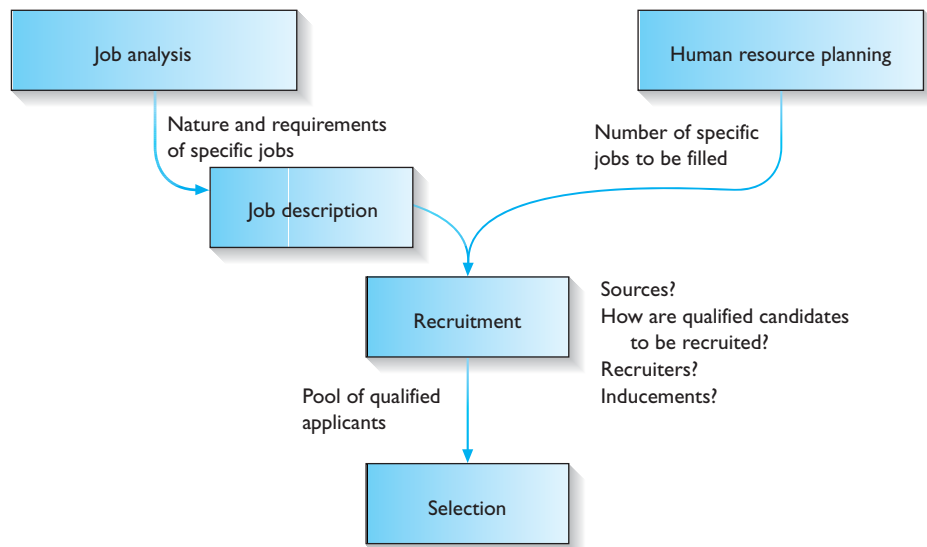 Job analysis
Human resource planning
Nature and requirements
of specific jobs
Number of specific
jobs to be filled
Job description
Recruitment
Sources?
How are qualified candidates
to be recruited?
Recruiters?
Inducements?
Pool of qualified
applicants
Selection